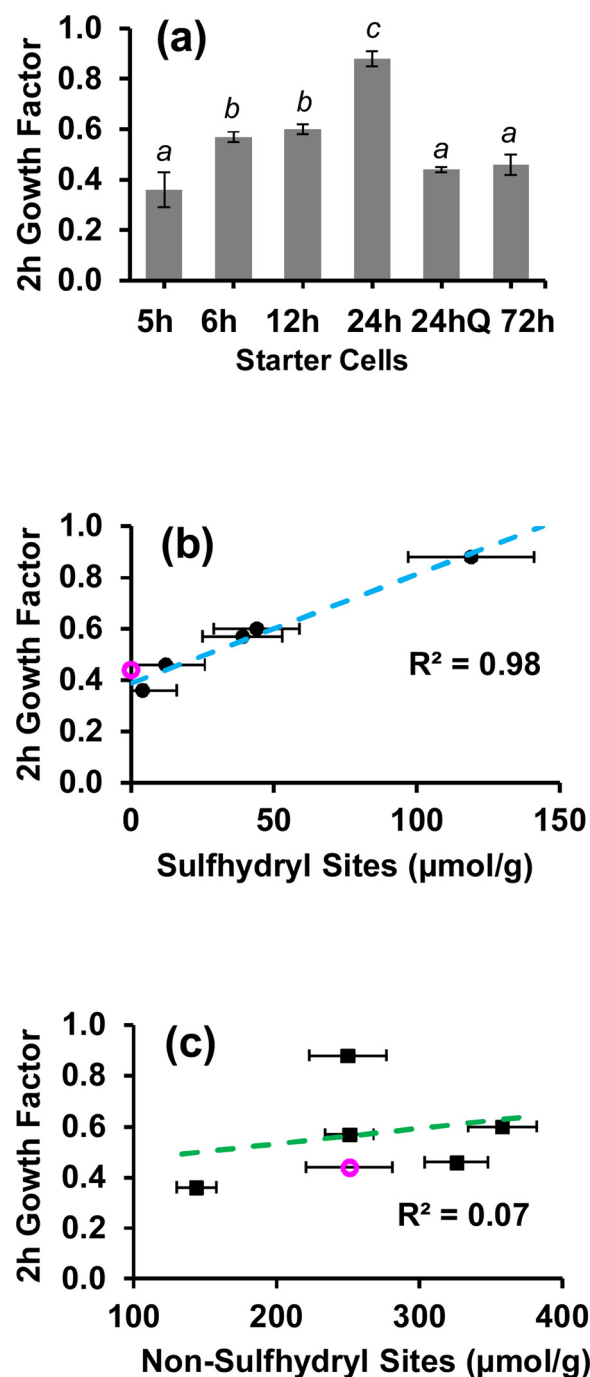 (a)
2h Gowth Factor
1.0
0.8
0.6
0.4
0.2
0.0
a
b
b
c
a
a
5h 6h 12h 24h 24hQ 72h
Starter Cells
(b)
2h Gowth Factor
1.0
0.8
0.6
0.4
0.2
0.0
R² = 0.98
0 50 100 150
Sulfhydryl Sites (µmol/g)
(c)
2h Gowth Factor
1.0
0.8
0.6
0.4
0.2
0.0
R² = 0.07
100 200 300 400
Non-Sulfhydryl Sites (µmol/g)